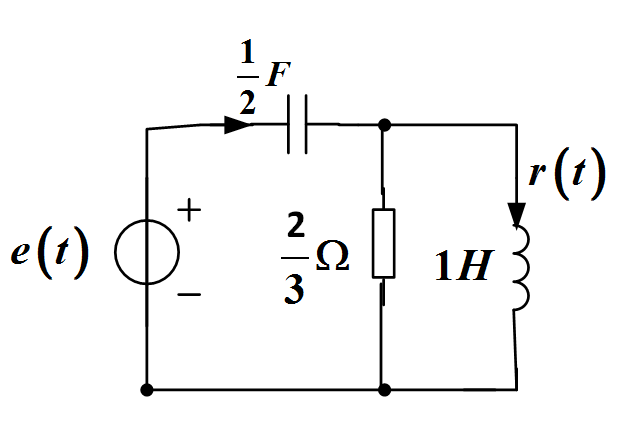 1/2 F
r(t)
+
e(t)
2/3 Ω
1H
−